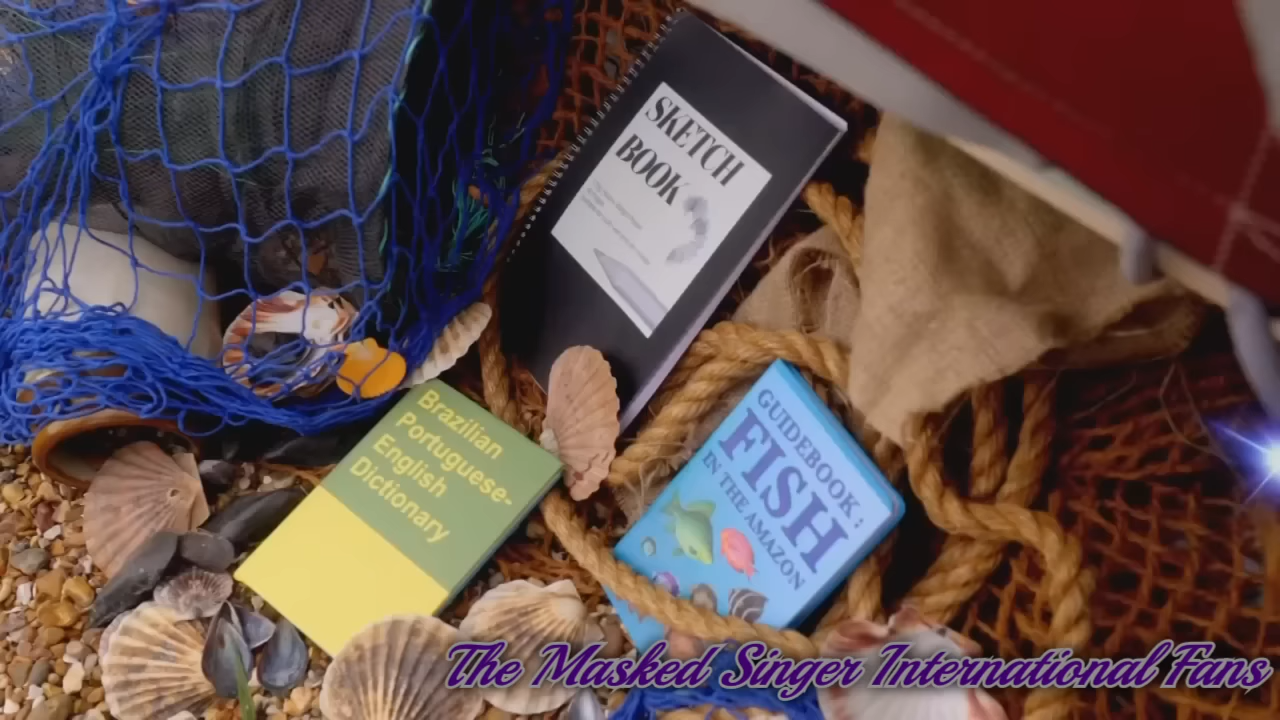 SKETCH
BOOK
Brazilian
Portuguese-
English
Dictionary
GUIDEBOOK :
FISH
IN THE AMAZON
The Masked Singer International Fans